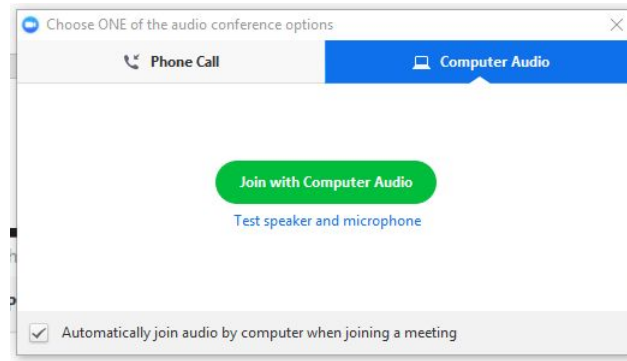 Choose ONE of the audio conference options
Phone Call
Computer Audio
Join with Computer Audio
Test speaker and microphone
Automatically join audio by computer when joining a meeting